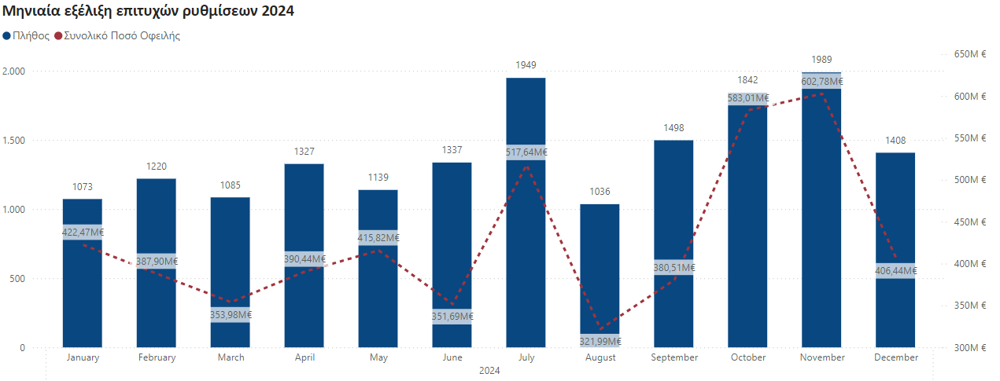 Μηνιαία εξέλιξη επιτυχών ρυθμίσεων 2024
Πλήθος Συνολικό Ποσό Οφειλής
650M €
600M €
550M €
500M €
450M €
400M €
350M €
300M €
2.000
1.500
1.000
500
0
1073
1220
1085
1327
1139
1337
1949
1036
1498
1842
1989
1408
422,47M€
387,90M€
353,98M€
390,44M€
415,82M€
351,69M€
517,64M€
321,99M€
380,51M€
583,01M€
602,78M€
406,44M€
January February March April May June July August September October November December
2024